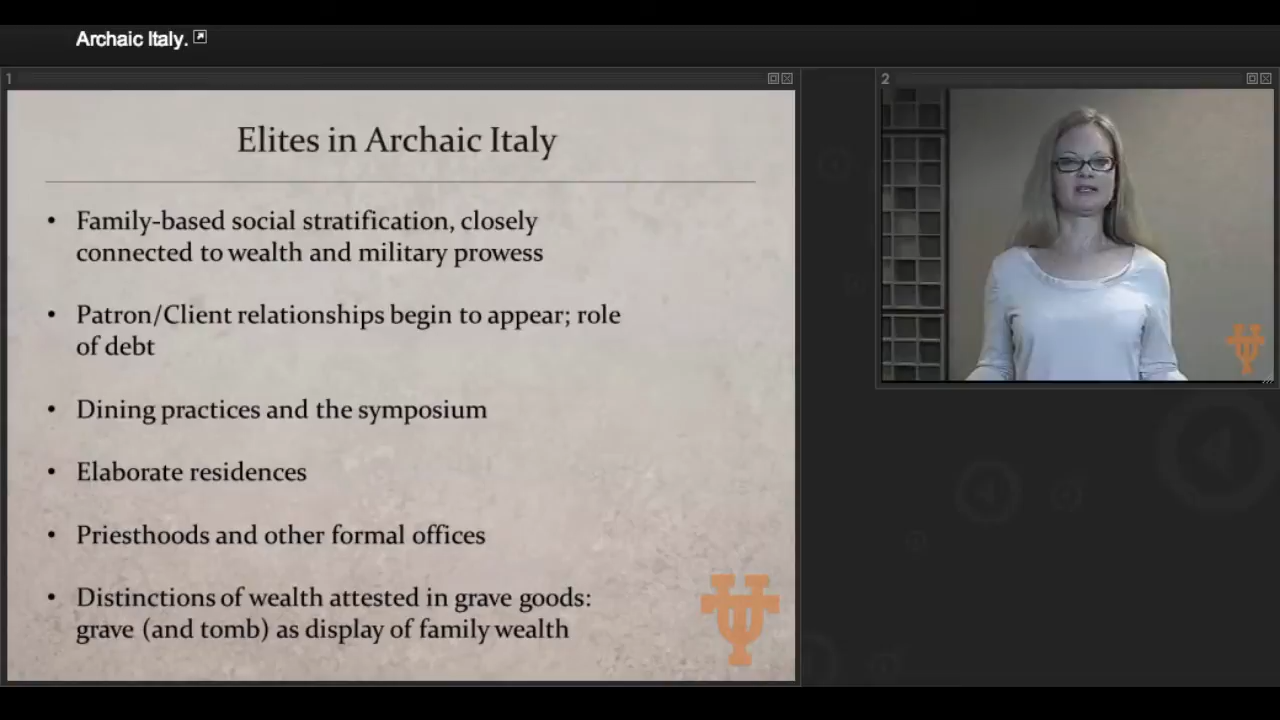 Archaic Italy.
1
2
Elites in Archaic Italy
• Family-based social stratification, closely
connected to wealth and military prowess
• Patron/Client relationships begin to appear; role
of debt
• Dining practices and the symposium
• Elaborate residences
• Priesthoods and other formal offices
• Distinctions of wealth attested in grave goods:
grave (and tomb) as display of family wealth
UT
UT